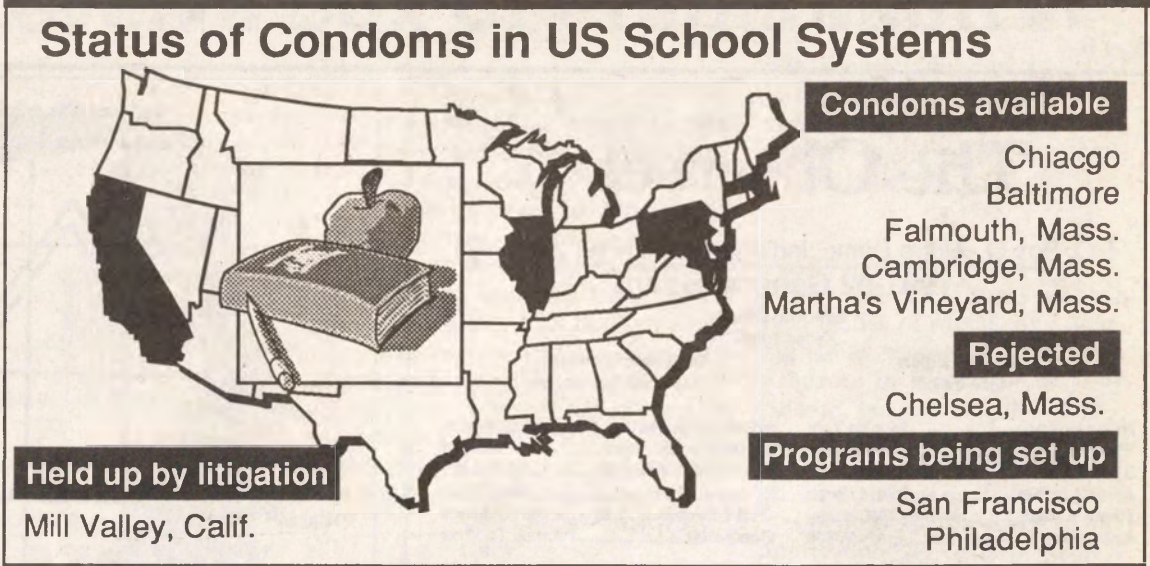 Status of Condoms in US School Systems
Condoms available
Chiacgo
Baltimore
Falmouth, Mass.
Cambridge, Mass.
Martha's Vineyard, Mass.
Rejected
Chelsea, Mass.
Programs being set up
San Francisco
Philadelphia
Held up by litigation
Mill Valley, Calif.